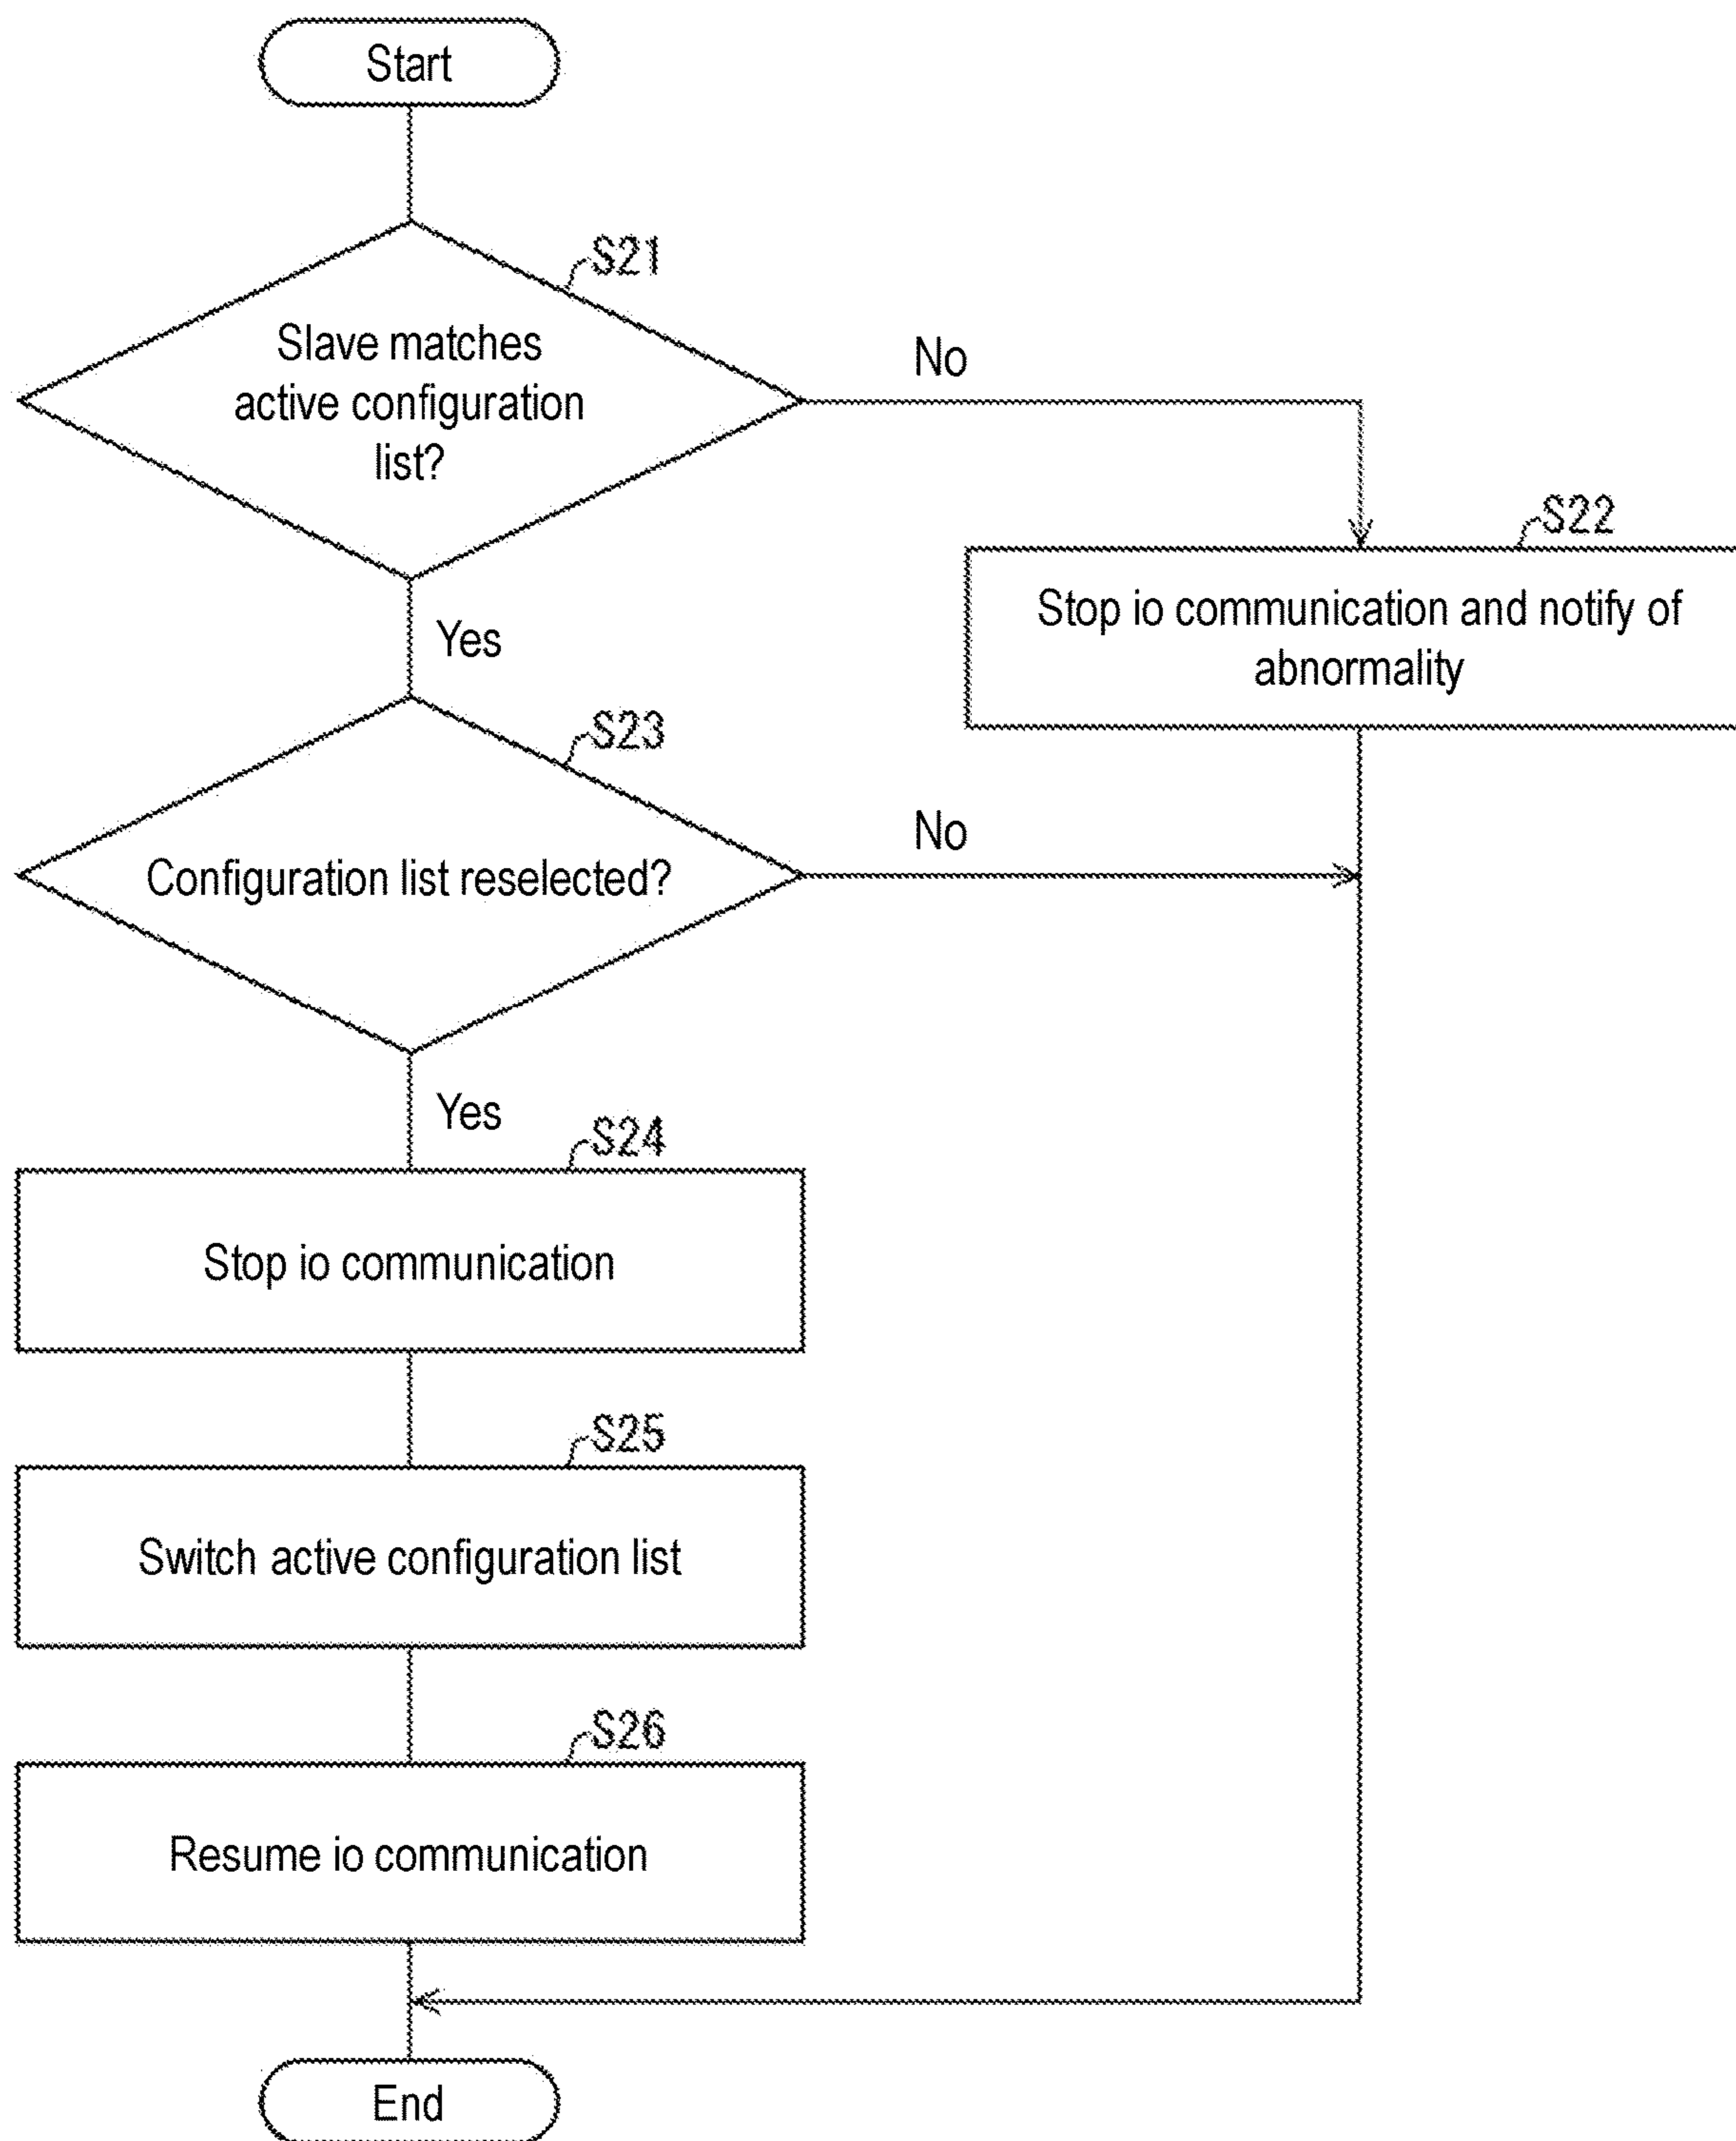 Start
S21
Slave matches
active configuration
list?
No
Yes
S22
Stop io communication and notify of
abnormality
S23
Configuration list reselected?
No
Yes
S24
Stop io communication
S25
Switch active configuration list
S26
Resume io communication
End